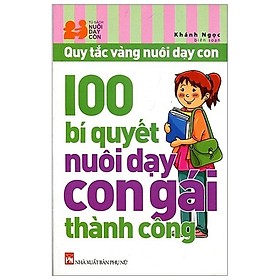 TỦ SÁCH
NUÔI
DẠY
CON
Khánh Ngọc
biên soạn
Quy tắc vàng nuôi dạy con
100
bí quyết
nuôi dạy
con gái
thành công
NHÀ XUẤT BẢN PHỤ NỮ